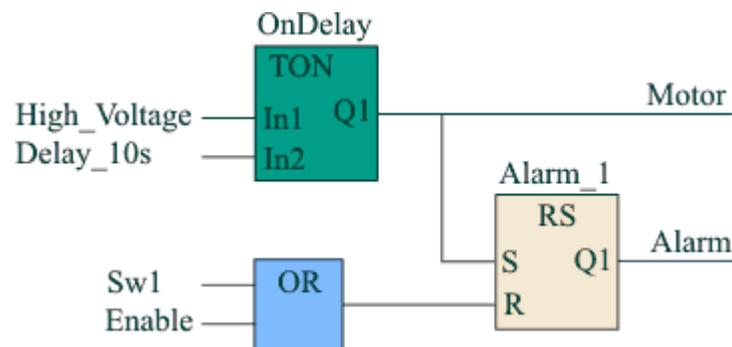 OnDelay
TON
High_Voltage
In1
Q1
Motor
Delay_10s
In2
Alarm_1
RS
S
Q1
Alarm
Sw1
OR
R
Enable